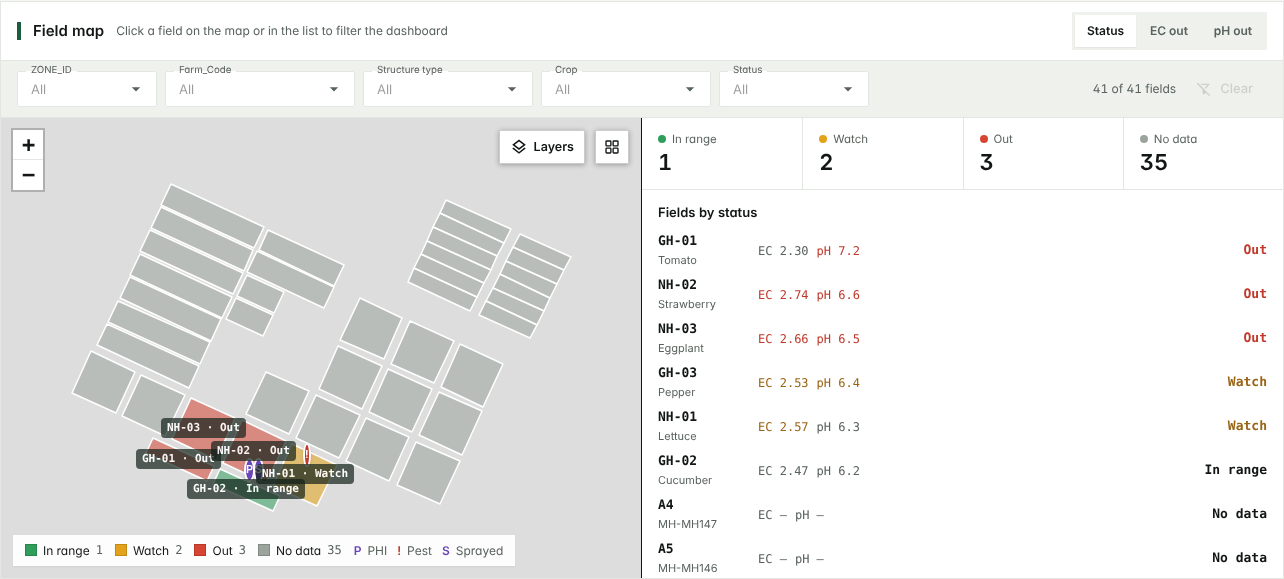 Field map Click a field on the map or in the list to filter the dashboard
Status EC out pH out
ZONE_ID Farm_Code Structure type Crop Status
All All All All All
41 of 41 fields Clear
+
−
Layers
NH-03 · Out
NH-02 · Out
GH-01 · Out
P S
!
NH-01 · Watch
GH-02 · In range
In range 1 Watch 2 Out 3 No data 35 P PHI ! Pest S Sprayed
In range Watch Out No data
1 2 3 35
Fields by status
GH-01
Tomato
EC 2.30 pH 7.2 Out
NH-02
Strawberry
EC 2.74 pH 6.6 Out
NH-03
Eggplant
EC 2.66 pH 6.5 Out
GH-03
Pepper
EC 2.53 pH 6.4 Watch
NH-01
Lettuce
EC 2.57 pH 6.3 Watch
GH-02
Cucumber
EC 2.47 pH 6.2 In range
A4
MH-MH147
EC — pH — No data
A5
MH-MH146
EC — pH — No data